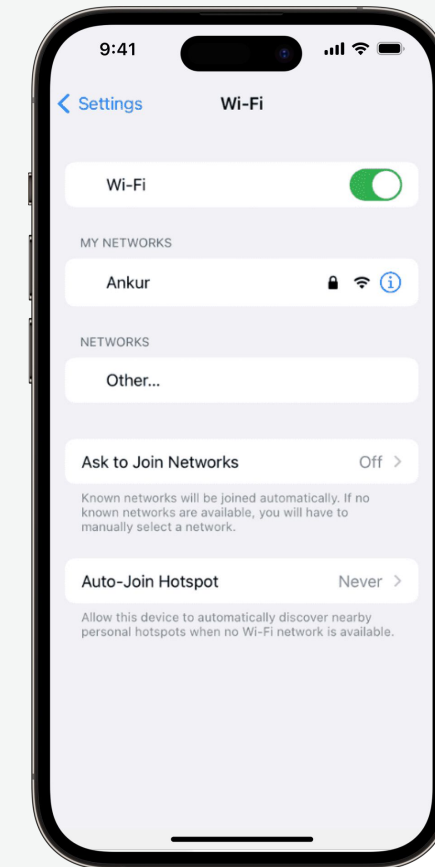 9:41
Settings
Wi-Fi
Wi-Fi
MY NETWORKS
Ankur
NETWORKS
Other...
Ask to Join Networks Off
Known networks will be joined automatically. If no
known networks are available, you will have to
manually select a network.
Auto-Join Hotspot Never
Allow this device to automatically discover nearby
personal hotspots when no Wi-Fi network is available.